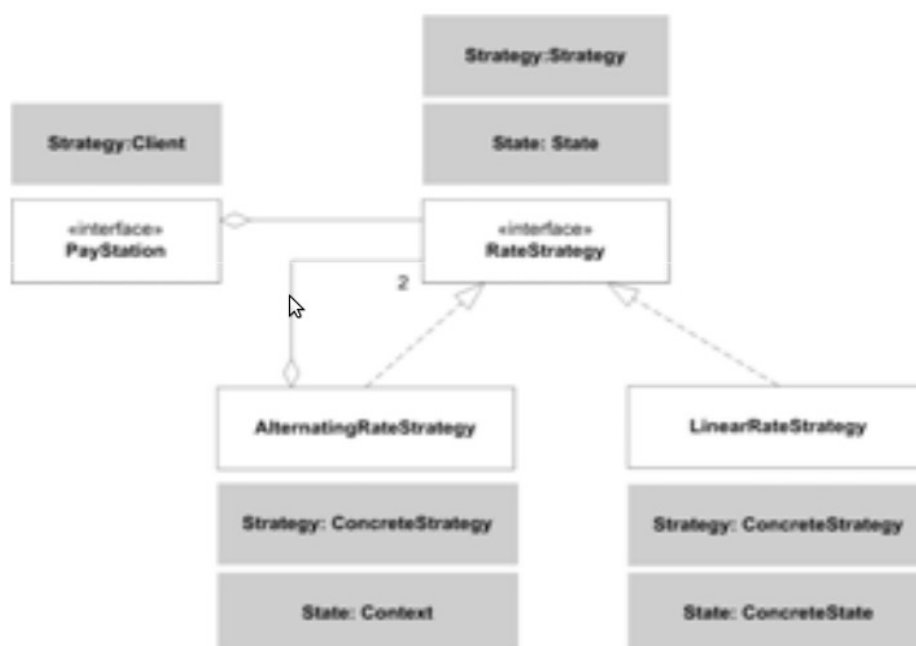 Strategy:Strategy
Strategy:Client
State: State
«interface»
PayStation
«interface»
RateStrategy
2
AlternatingRateStrategy
LinearRateStrategy
Strategy: ConcreteStrategy
Strategy: ConcreteStrategy
State: Context
State: ConcreteState